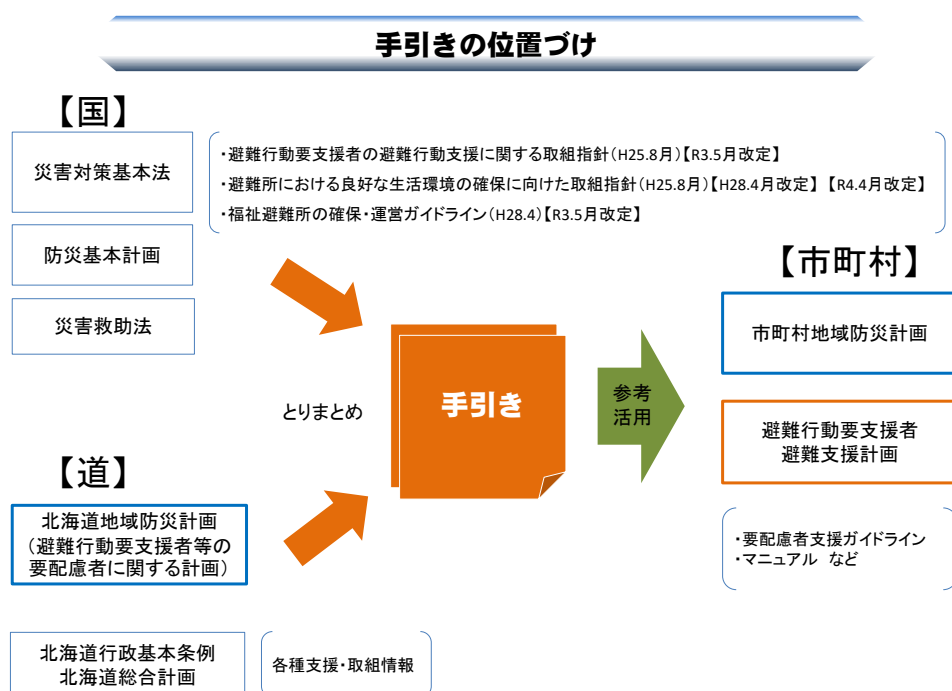 手引きの位置づけ
【国】
災害対策基本法
防災基本計画
災害救助法
・避難行動要支援者の避難行動支援に関する取組指針(H25.8月)【R3.5月改定】
・避難所における良好な生活環境の確保に向けた取組指針(H25.8月)【H28.4月改定】 【R4.4月改定】
・福祉避難所の確保・運営ガイドライン(H28.4)【R3.5月改定】
【道】
北海道地域防災計画
(避難行動要支援者等の
要配慮者に関する計画)
北海道行政基本条例
北海道総合計画
各種支援・取組情報
とりまとめ
手引き
参考
活用
【市町村】
市町村地域防災計画
避難行動要支援者
避難支援計画
・要配慮者支援ガイドライン
・マニュアル など